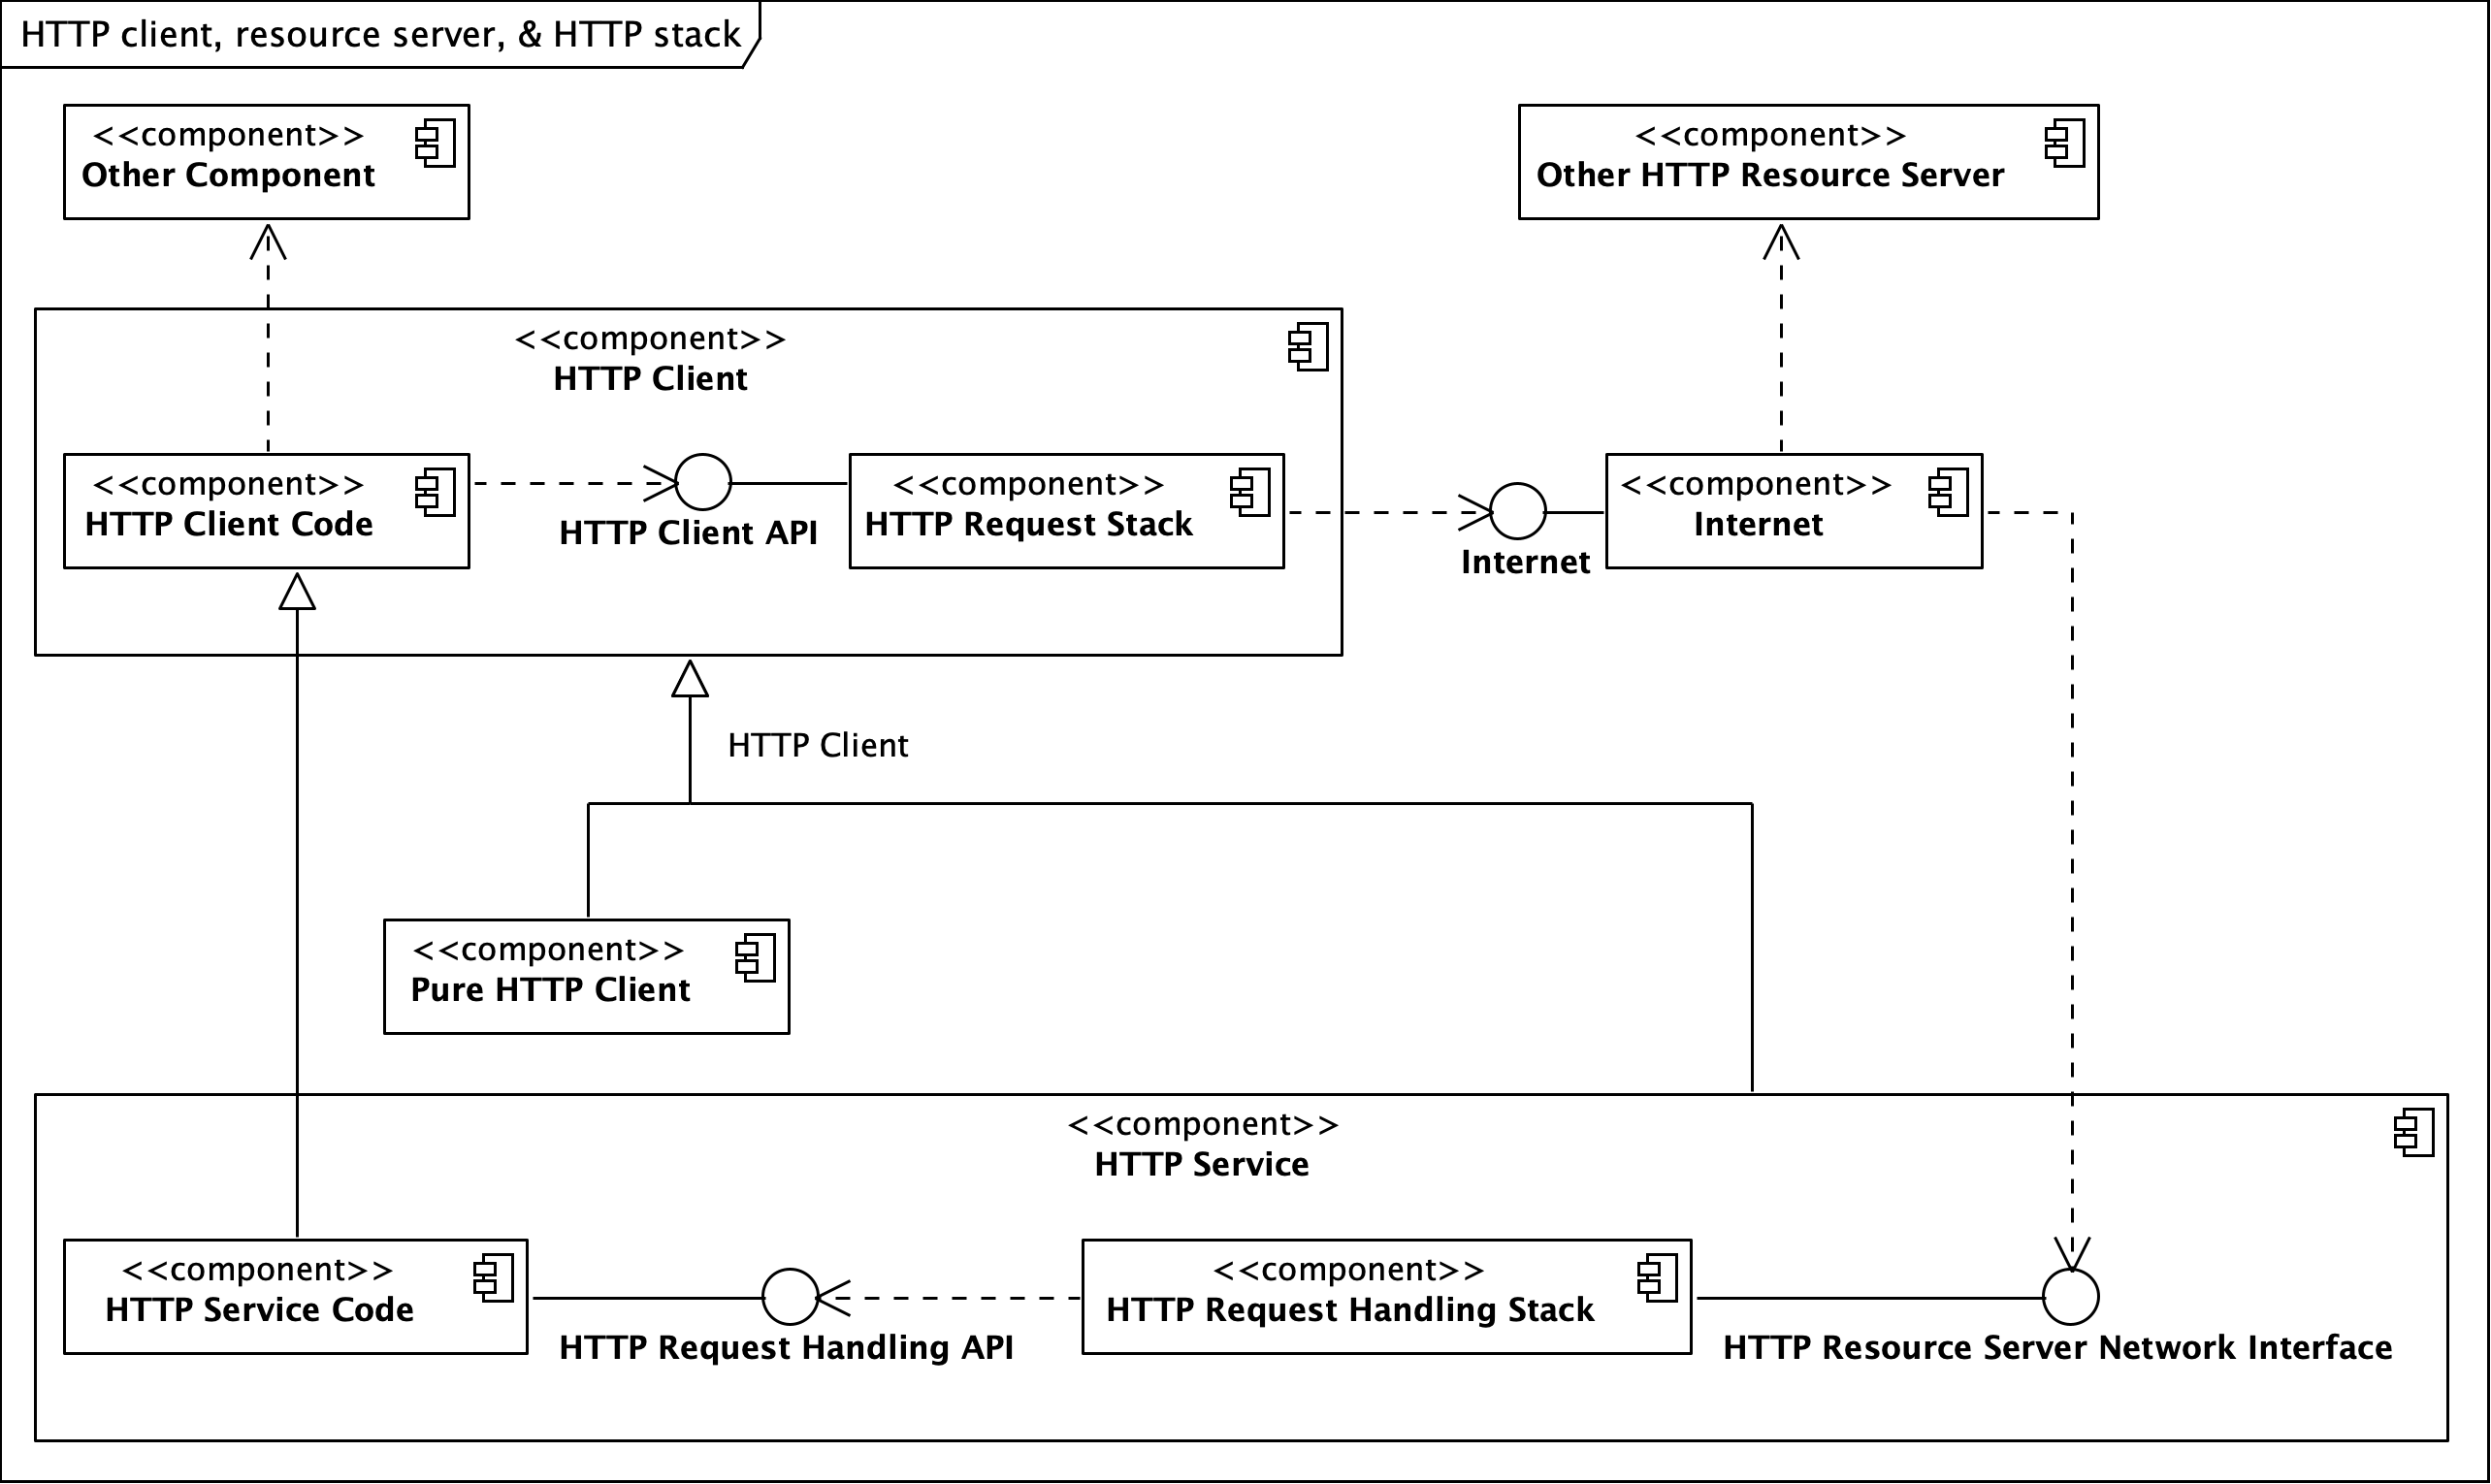 HTTP client, resource server, & HTTP stack
<<component>>
Other Component
<<component>>
Other HTTP Resource Server
<<component>>
HTTP Client
<<component>>
HTTP Client Code
HTTP Client API
<<component>>
HTTP Request Stack
Internet
<<component>>
Internet
HTTP Client
<<component>>
Pure HTTP Client
<<component>>
HTTP Service
<<component>>
HTTP Service Code
HTTP Request Handling API
<<component>>
HTTP Request Handling Stack
HTTP Resource Server Network Interface